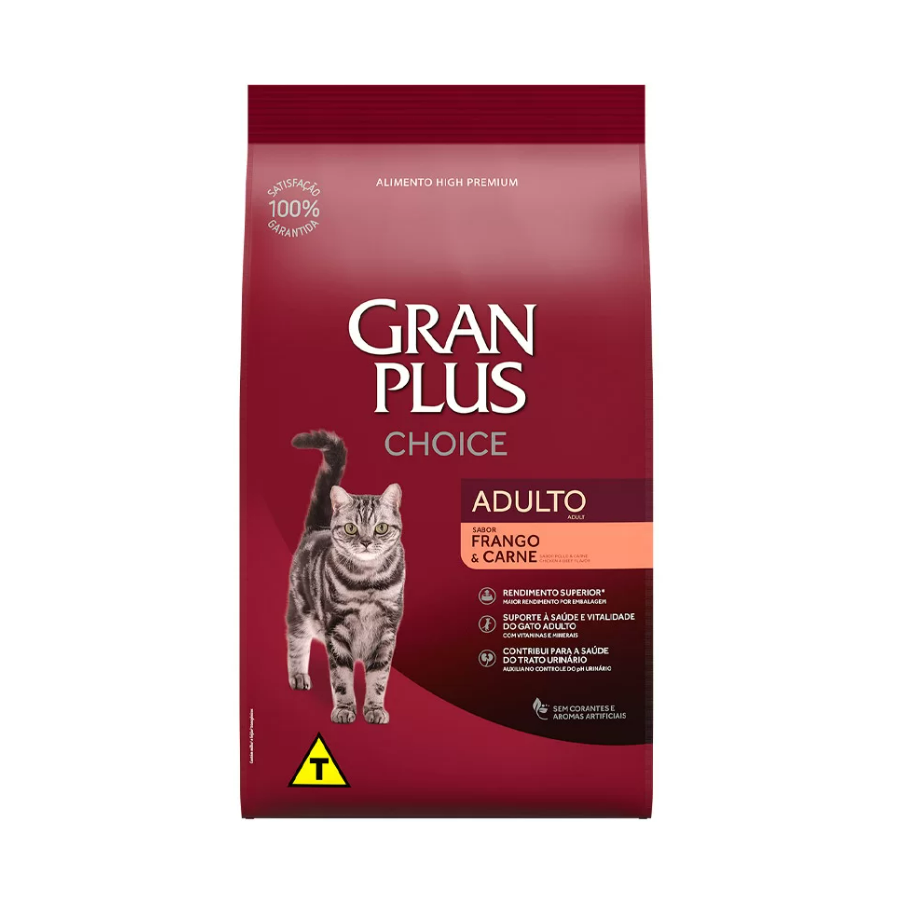 ALIMENTO HIGH PREMIUM
SATISFAÇÃO
100%
GARANTIDA
GRAN
PLUS
CHOICE
ADULTO
ADULT
SABOR
FRANGO
& CARNE
RENDIMENTO SUPERIOR*
MAIOR RENDIMENTO POR EMBALAGEM
SUPORTE À SAÚDE E VITALIDADE
DO GATO ADULTO
COM VITAMINAS E MINERAIS
CONTRIBUI PARA A SAÚDE
DO TRATO URINÁRIO
AUXILIA NO CONTROLE DO pH URINÁRIO
SEM CORANTES E
AROMAS ARTIFICIAIS
T